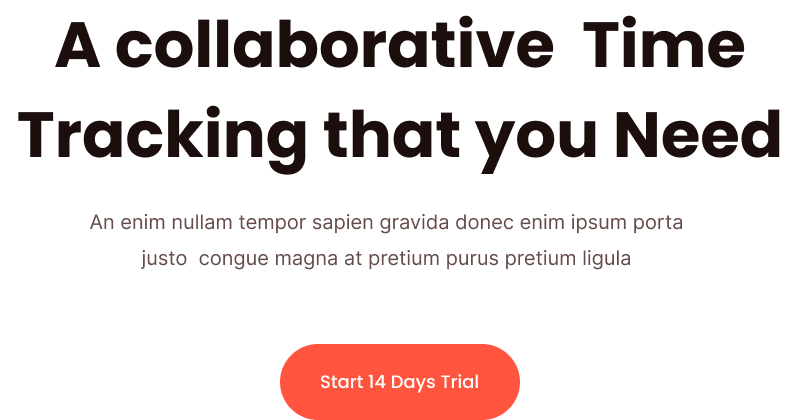 A collaborative  Time
Tracking that you Need
An enim nullam tempor sapien gravida donec enim ipsum porta
justo  congue magna at pretium purus pretium ligula
Start 14 Days Trial